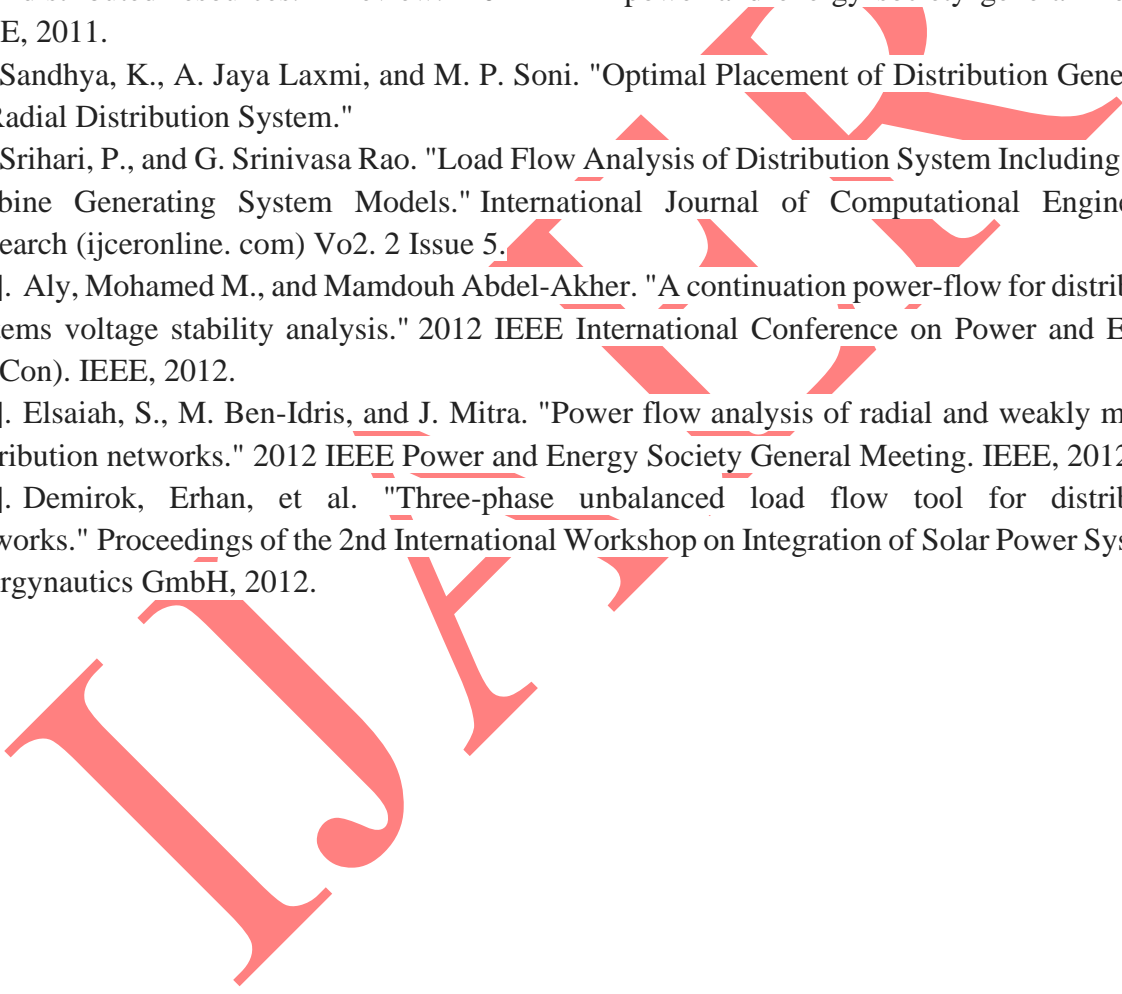 E, 2011.
Sandhya, K., A. Jaya Laxmi, and M. P. Soni. "Optimal Placement of Distribution Gene
Radial Distribution System."
Srihari, P., and G. Srinivasa Rao. "Load Flow Analysis of Distribution System Including
bine Generating System Models." International Journal of Computational Engine
earch (ijceronline. com) Vo2. 2 Issue 5.
]. Aly, Mohamed M., and Mamdouh Abdel-Akher. "A continuation power-flow for distrib
tems voltage stability analysis." 2012 IEEE International Conference on Power and E
Con). IEEE, 2012.
]. Elsaiah, S., M. Ben-Idris, and J. Mitra. "Power flow analysis of radial and weakly m
ribution networks." 2012 IEEE Power and Energy Society General Meeting. IEEE, 2012
]. Demirok, Erhan, et al. "Three-phase unbalanced load flow tool for distrib
works." Proceedings of the 2nd International Workshop on Integration of Solar Power Sys
rgynautics GmbH, 2012.